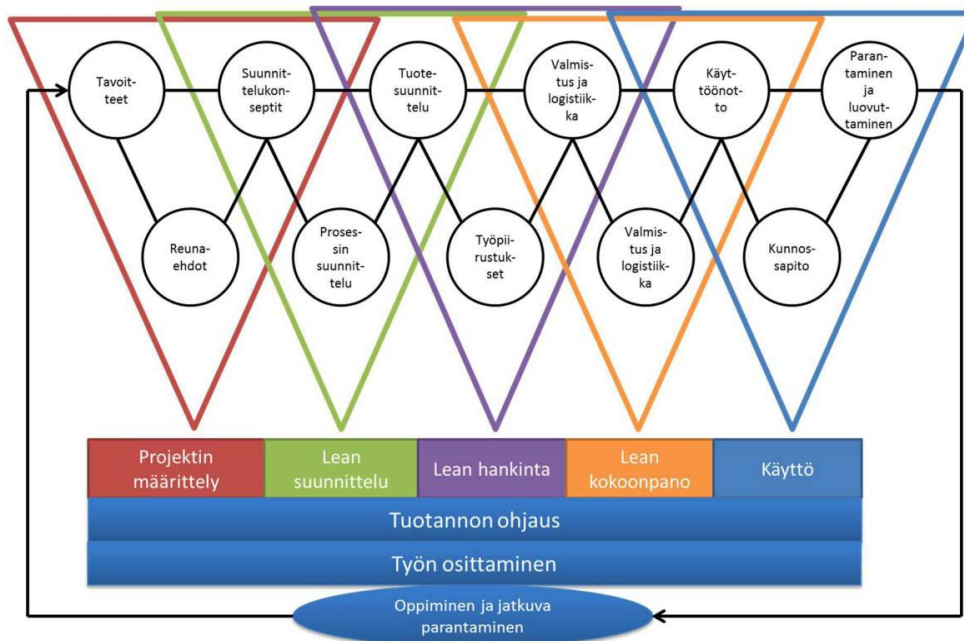 Tavoit-
teet
Suunnit-
telukon-
septit
Tuote-
suunnit-
telu
Valmis-
tus ja
logistiik-
ka
Käyt-
töönot-
to
Paran-
taminen
ja
luovut-
taminen
Reuna-
ehdot
Proses-
sin
suunnit-
telu
Työpii-
rustuk-
set
Valmis-
tus ja
logistiik-
ka
Kunnos-
sapito
Projektin
määrittely
Lean
suunnittelu
Lean hankinta
Lean
kokoonpano
Käyttö
Tuotannon ohjaus
Työn osittaminen
Oppiminen ja jatkuva
parantaminen